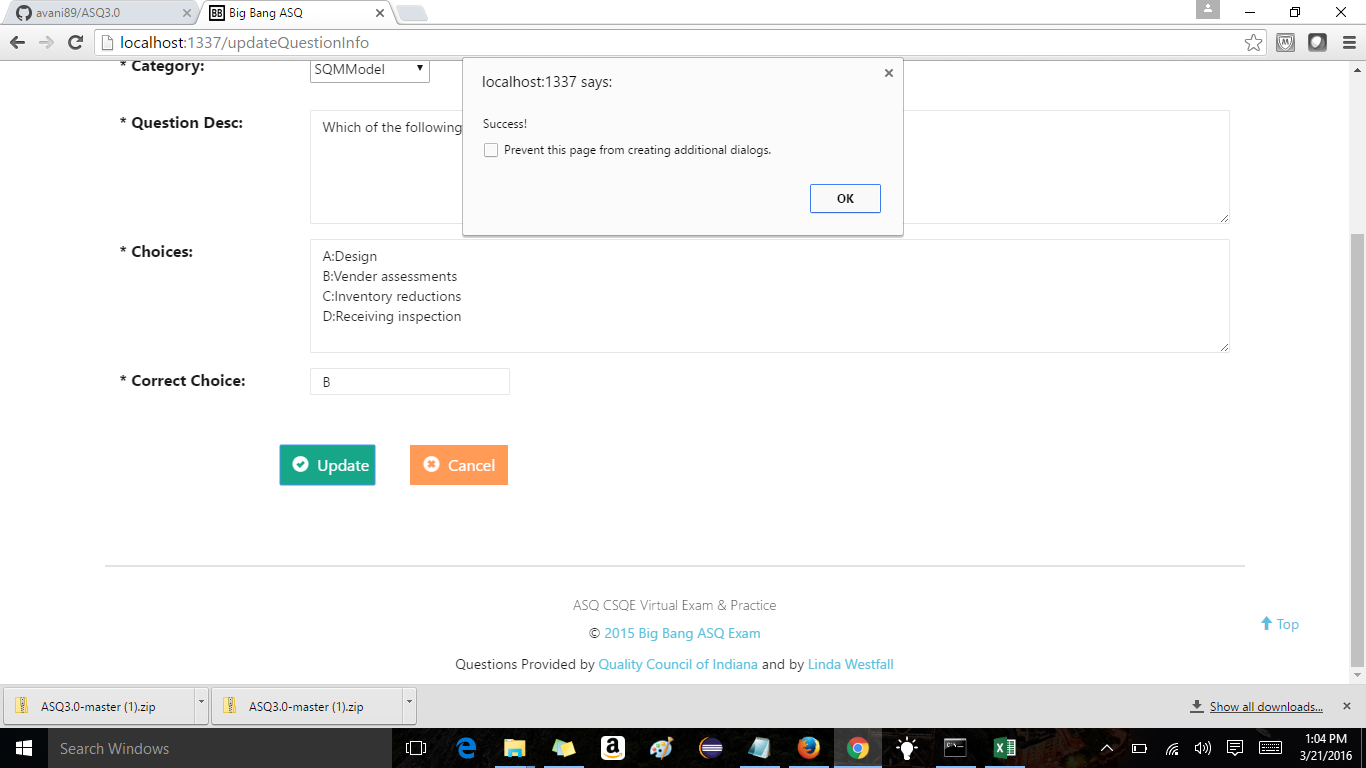 avani89/ASQ3.0
BB Big Bang ASQ
localhost:1337/updateQuestionInfo
* Category:
SQMModel
localhost:1337 says:
Success!
Prevent this page from creating additional dialogs.
OK
* Question Desc:
Which of the following
* Choices:
A:Design
B:Vender assessments
C:Inventory reductions
D:Receiving inspection
* Correct Choice:
B
Update
Cancel
ASQ CSQE Virtual Exam & Practice
© 2015 Big Bang ASQ Exam
Top
Questions Provided by Quality Council of Indiana and by Linda Westfall
ASQ3.0-master (1).zip
ASQ3.0-master (1).zip
Show all downloads...
Search Windows
1:04 PM
3/21/2016